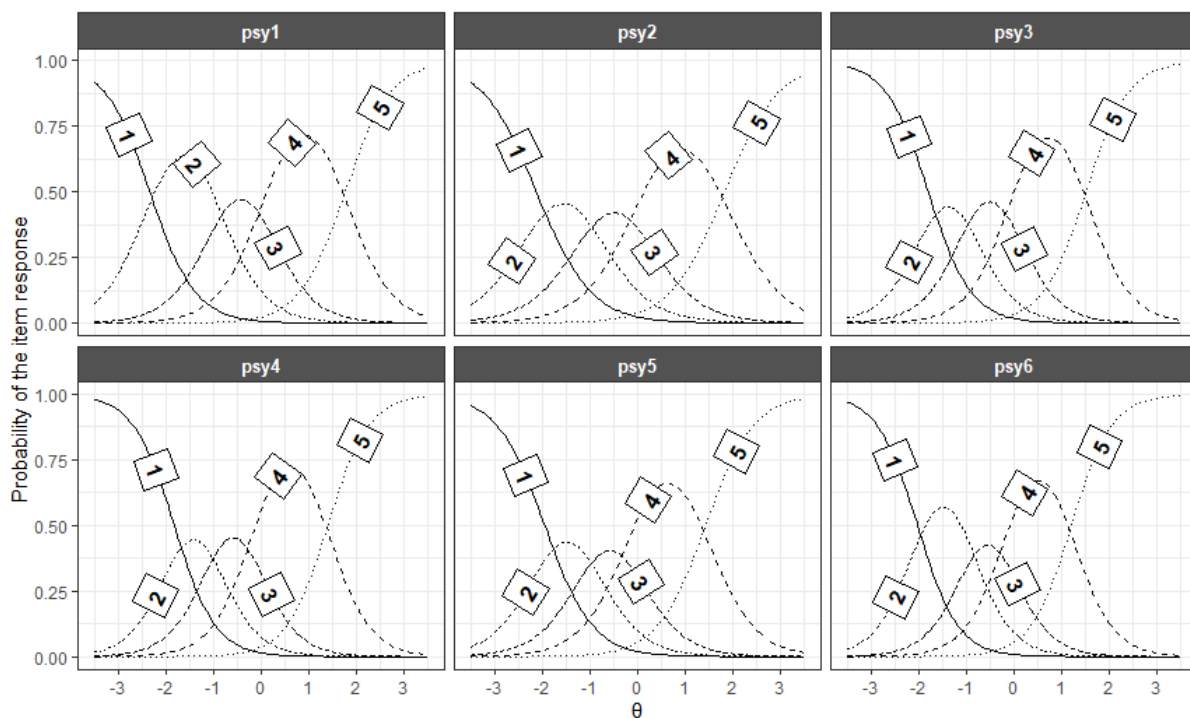 psy1 psy2 psy3
1.00
0.75
0.50
0.25
0.00
1 2 3 4 5
1 2 3 4 5
1 2 3 4 5
psy4 psy5 psy6
1.00
0.75
0.50
0.25
0.00
1 2 3 4 5
1 2 3 4 5
1 2 3 4 5
-3 -2 -1 0 1 2 3
-3 -2 -1 0 1 2 3
-3 -2 -1 0 1 2 3
θ
Probability of the item response